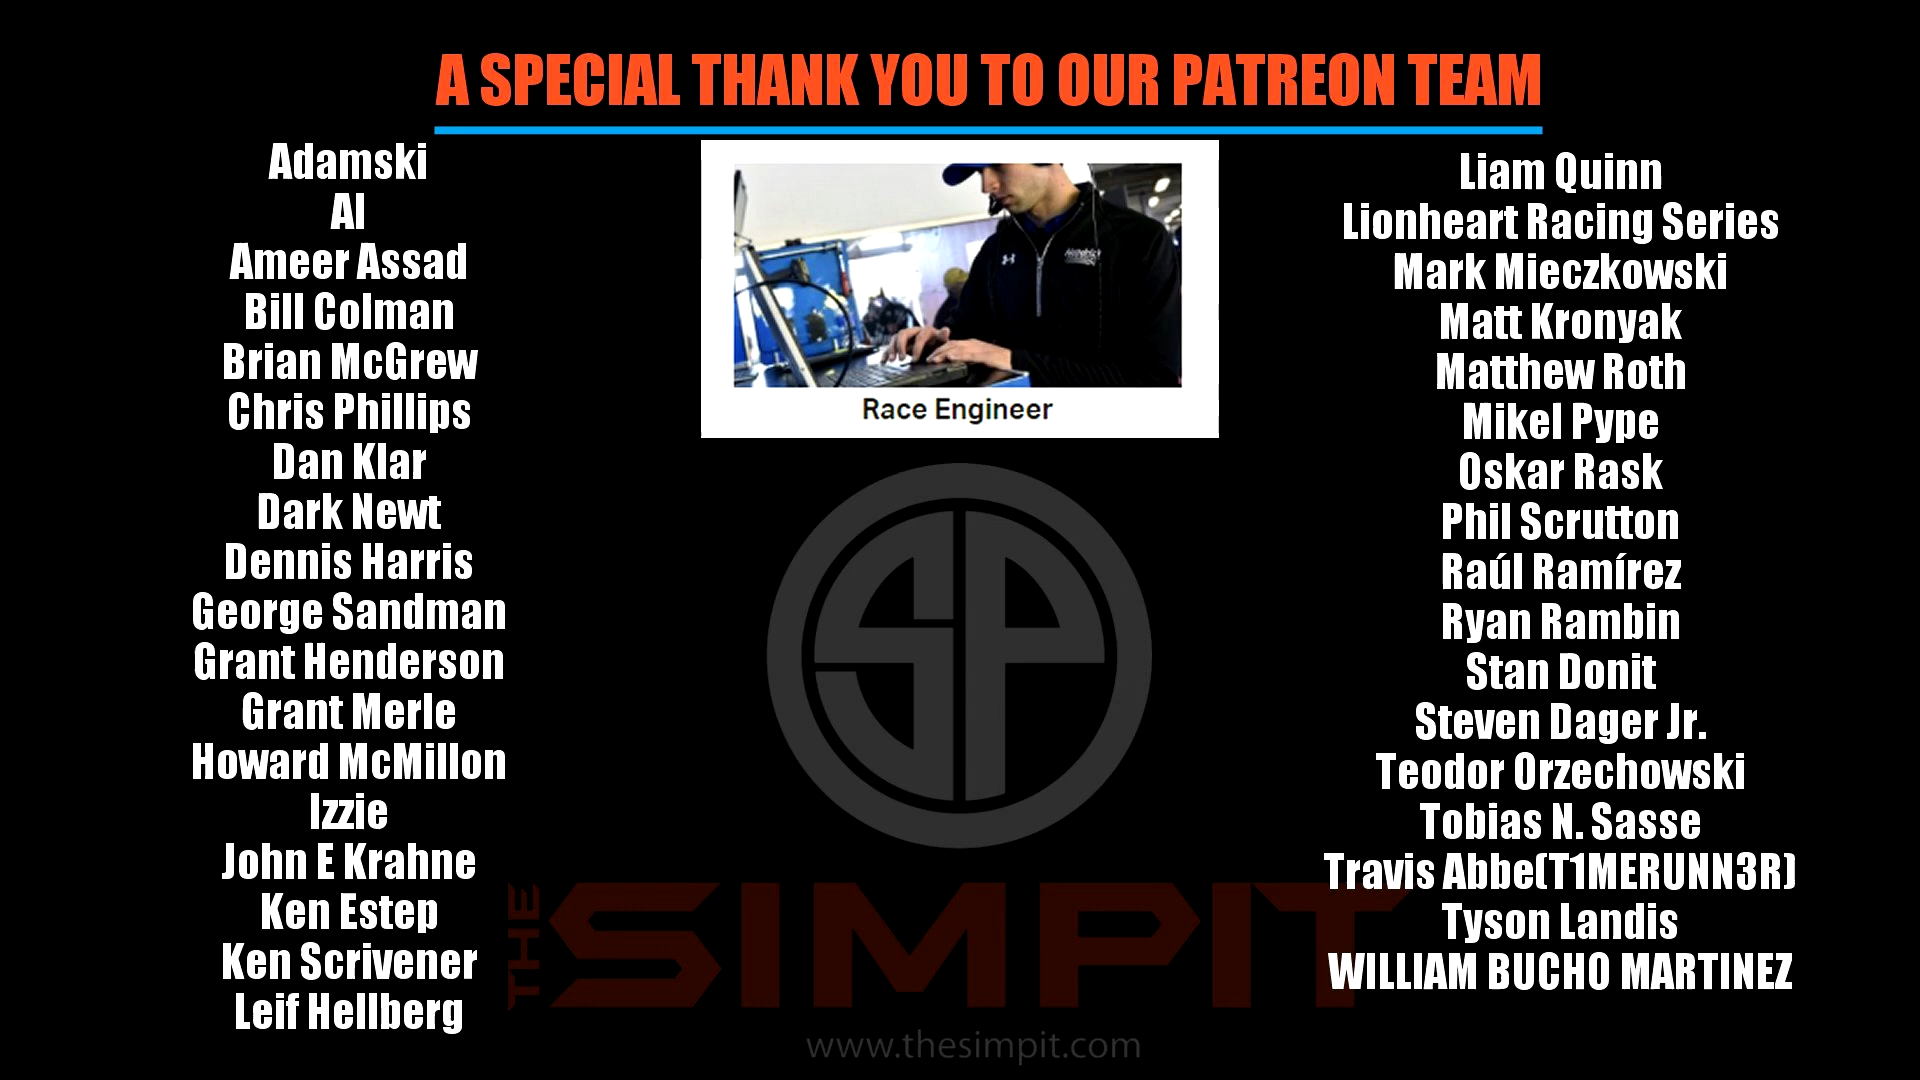 A SPECIAL THANK YOU TO OUR PATREON TEAM
Adamski
Al
Ameer Assad
Bill Colman
Brian McGrew
Chris Phillips
Dan Klar
Dark Newt
Dennis Harris
George Sandman
Grant Henderson
Grant Merle
Howard McMillon
Izzie
John E Krahne
Ken Estep
Ken Scrivener
Leif Hellberg
Hendrick
Race Engineer
SP
THE SIMPIT
www.thesimpit.com
Liam Quinn
Lionheart Racing Series
Mark Mieczkowski
Matt Kronyak
Matthew Roth
Mikel Pype
Oskar Rask
Phil Scrutton
Raúl Ramírez
Ryan Rambin
Stan Donit
Steven Dager Jr.
Teodor Orzechowski
Tobias N. Sasse
Travis Abbe(T1MERUNN3R)
Tyson Landis
WILLIAM BUCHO MARTINEZ